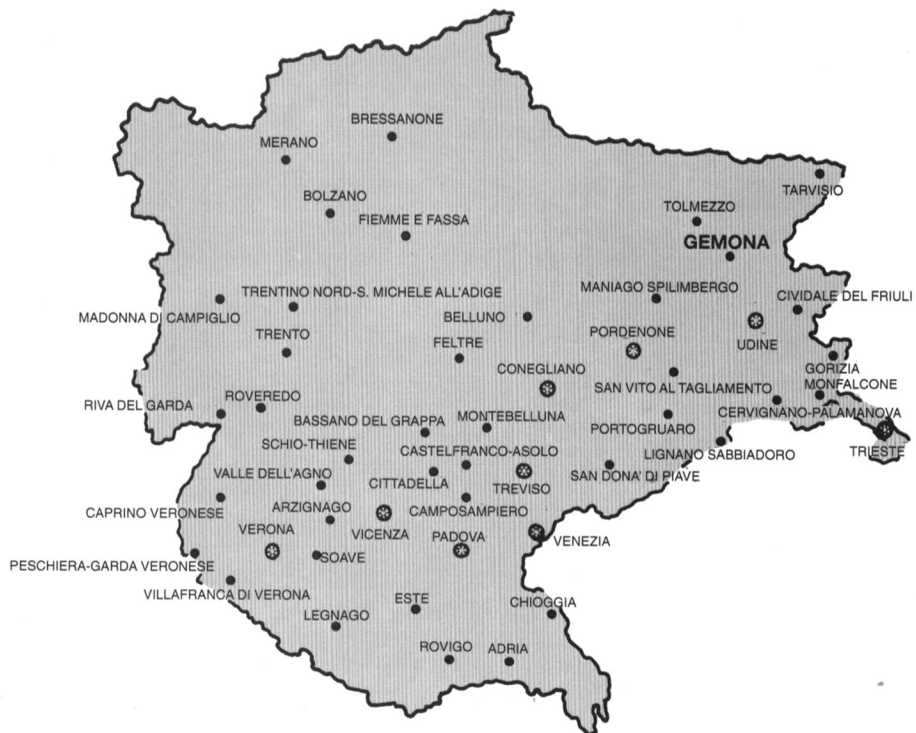 BRESSANONE
MERANO
TARVISIO
BOLZANO
TOLMEZZO
FIEMME E FASSA
GEMONA
TRENTINO NORD-S. MICHELE ALL'ADIGE
MANIAGO SPILIMBERGO
CIVIDALE DEL FRIULI
MADONNA DI CAMPIGLIO
BELLUNO
TRENTO
PORDENONE
UDINE
FELTRE
CONEGLIANO
GORIZIA
SAN VITO AL TAGLIAMENTO
MONFALCONE
ROVEREDO
RIVA DEL GARDA
CERVIGNANO-PALAMANOVA
BASSANO DEL GRAPPA
MONTEBELLUNA
PORTOGRUARO
SCHIO-THIENE
CASTELFRANCO-ASOLO
LIGNANO SABBIADORO
TRIESTE
VALLE DELL'AGNO
CITTADELLA
TREVISO
SAN DONA' DI PIAVE
CAPRINO VERONESE
ARZIGNAGO
CAMPOSAMPIERO
VERONA
VICENZA
PADOVA
VENEZIA
SOAVE
PESCHIERA-GARDA VERONESE
VILLAFRANCA DI VERONA
ESTE
CHIOGGIA
LEGNAGO
ROVIGO
ADRIA